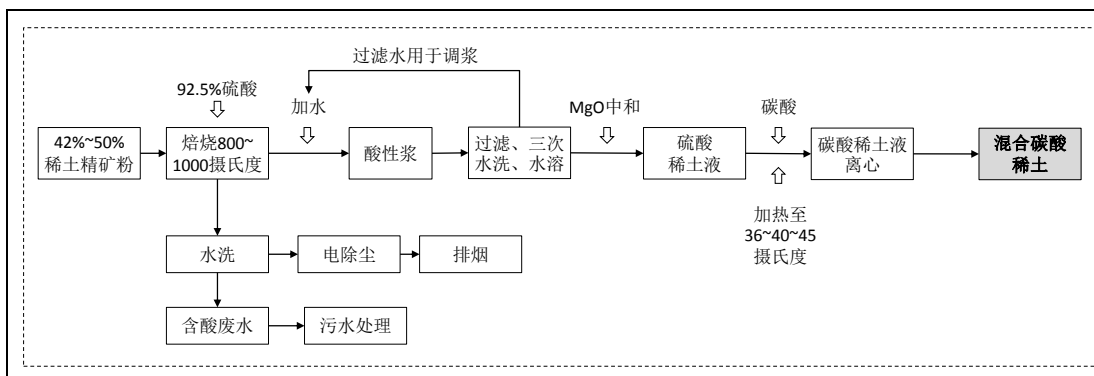 过滤水用于调浆
92.5%硫酸
加水
MgO中和
碳酸
42%~50%
稀土精矿粉
焙烧800~
1000摄氏度
酸性浆
过滤、三次
水洗、水溶
硫酸
稀土液
碳酸稀土液
离心
混合碳酸
稀土
加热至
36~40~45
摄氏度
水洗
电除尘
排烟
含酸废水
污水处理